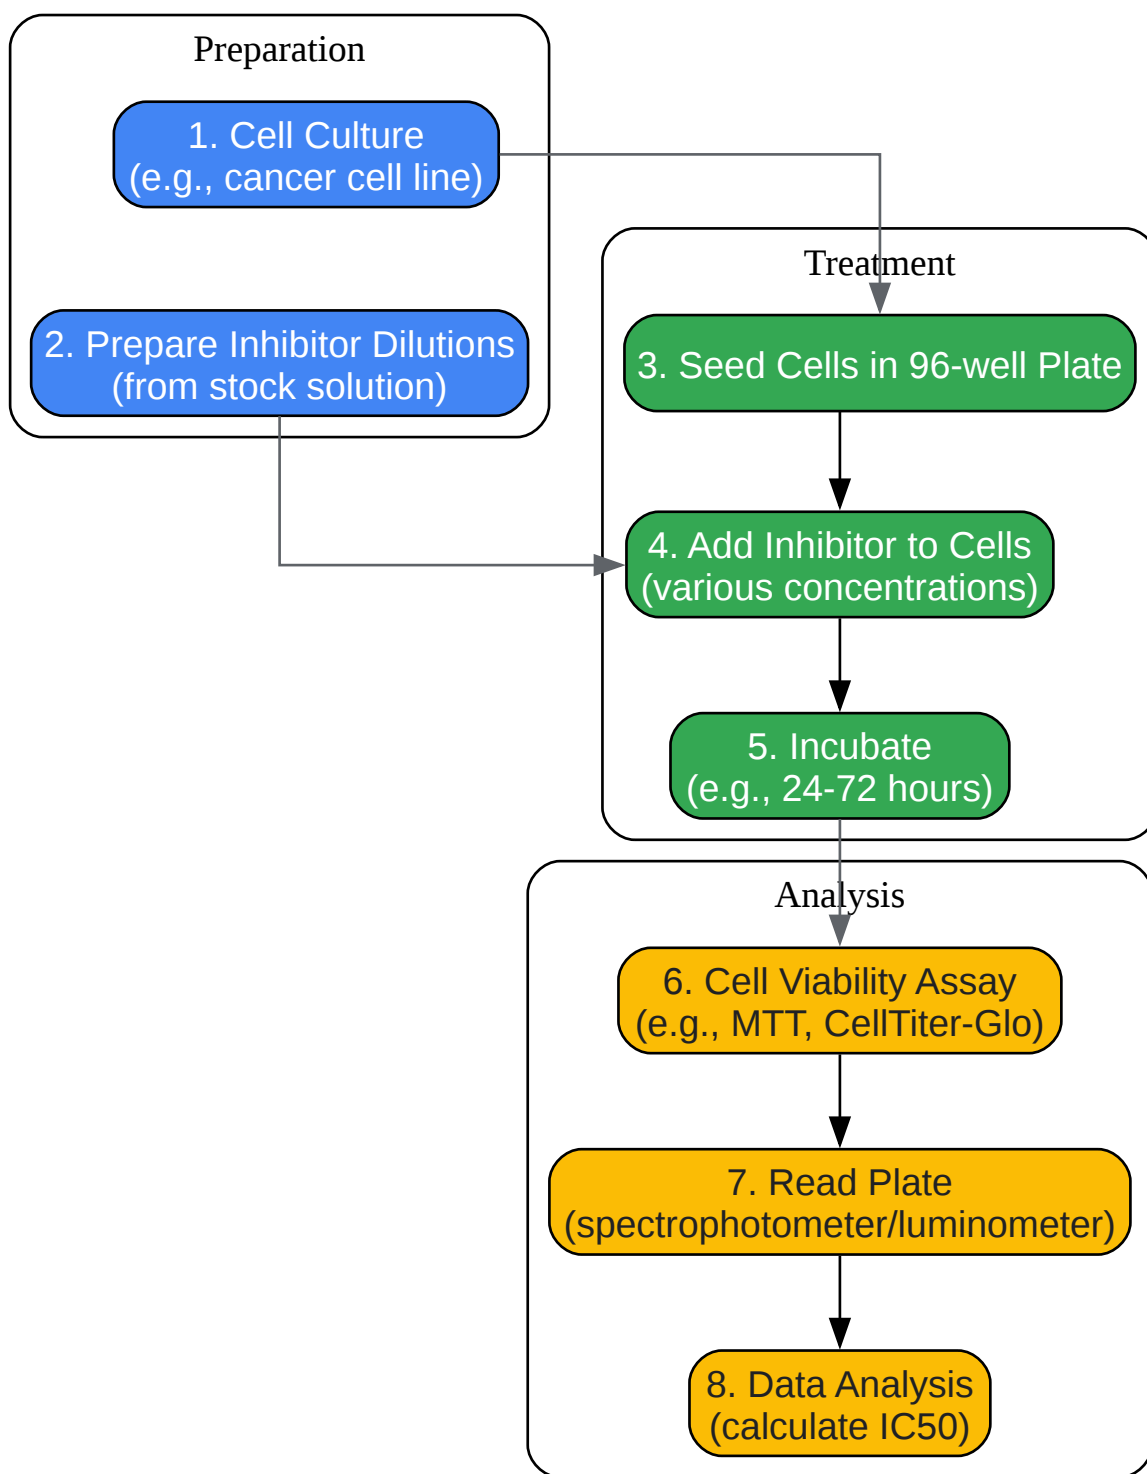 Preparation
1. Cell Culture
(e.g., cancer cell line)
2. Prepare Inhibitor Dilutions
(from stock solution)
Treatment
3. Seed Cells in 96-well Plate
4. Add Inhibitor to Cells
(various concentrations)
5. Incubate
(e.g., 24-72 hours)
Analysis
6. Cell Viability Assay
(e.g., MTT, CellTiter-Glo)
7. Read Plate
(spectrophotometer/luminometer)
8. Data Analysis
(calculate IC50)